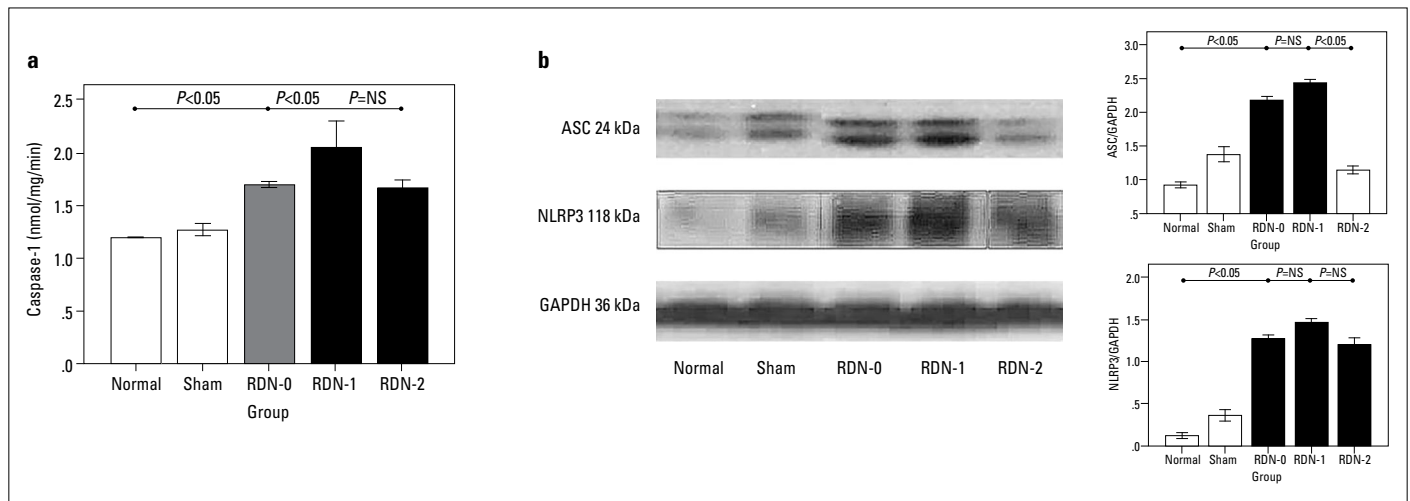 a
P<0.05 P<0.05 P=NS
2.5
2.0
1.5
1.0
.5
.0
Caspase-1 (nmol/mg/min)
Normal Sham RDN-0 RDN-1 RDN-2
Group
b
ASC 24 kDa
NLRP3 118 kDa
GAPDH 36 kDa
Normal Sham RDN-0 RDN-1 RDN-2
P<0.05 P=NS P<0.05
3.0
2.5
2.0
1.5
1.0
.5
ASC/GAPDH
Normal Sham RDN-0 RDN-1 RDN-2
Group
P<0.05 P=NS P=NS
2.0
1.5
1.0
.5
.0
NLRP3/GAPDH
Normal Sham RDN-0 RDN-1 RDN-2
Group